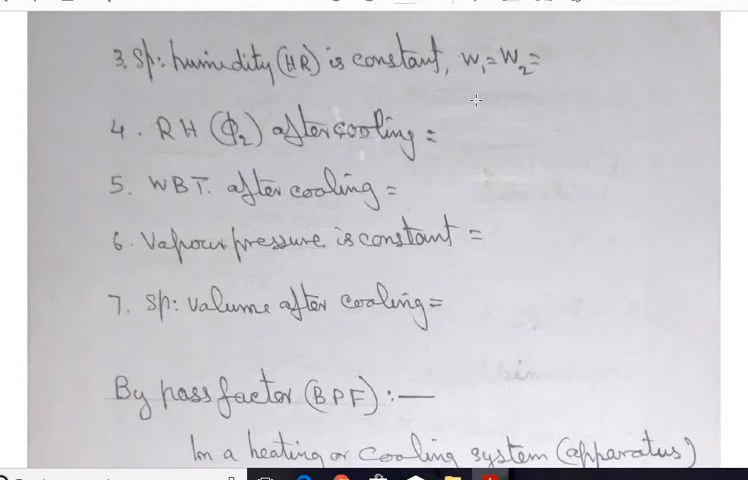 3. Sp: humidity (HR) is constant, W₁ = W₂ =
4. RH (Φ₂) after cooling =
5. WBT. after cooling =
6. Vapour pressure is constant =
7. Sp: Volume after cooling =
By pass factor (BPF) : —
In a heating or cooling system (apparatus)